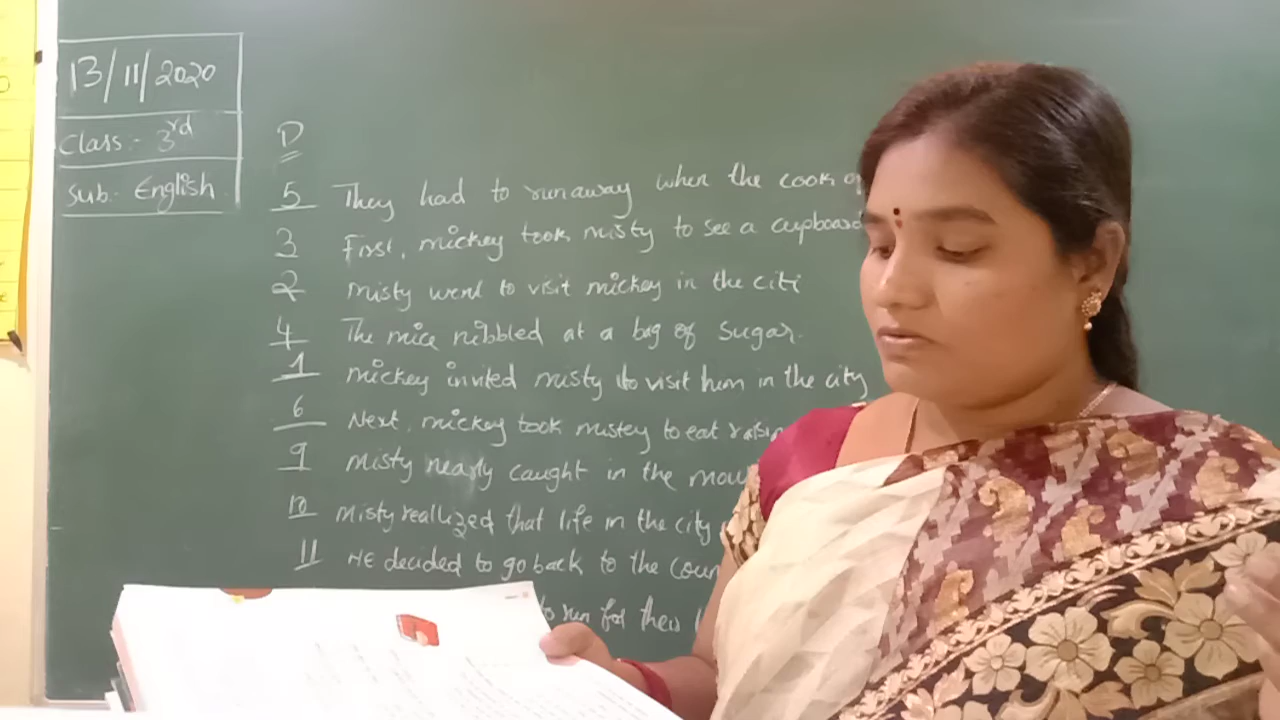 13/11/2020
Class:- 3rd
Sub:- English
D
5 They had to runaway when the cook
3 First, mickey took misty to see a cupboard
2 Misty went to visit mickey in the citi
4 The mice nibbled at a bag of sugar.
1 Mickey invited misty to visit him in the city
6 Next, mickey took mistey to eat
9 Misty nearly caught in the
10 Misty reallized that life in the city
11 HE decided to go back to the
to run for their